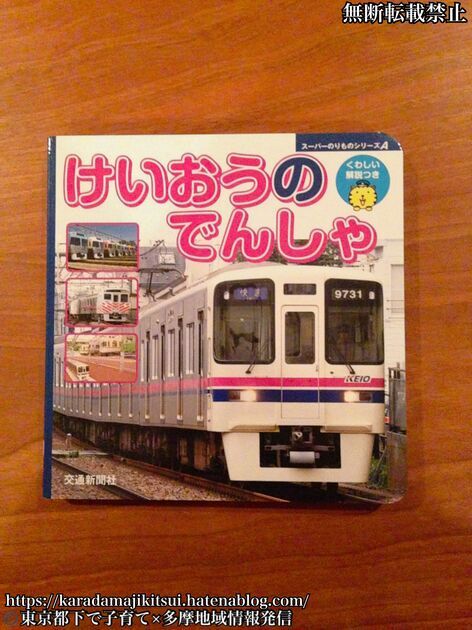 無断転載禁止
スーパーのりものシリーズA
けいおうの
でんしゃ
くわしい
解説つき
9731
KEIO
交通新聞社
https://karadamajikitsui.hatenablog.com/
東京都下で子育て×多摩地域情報発信